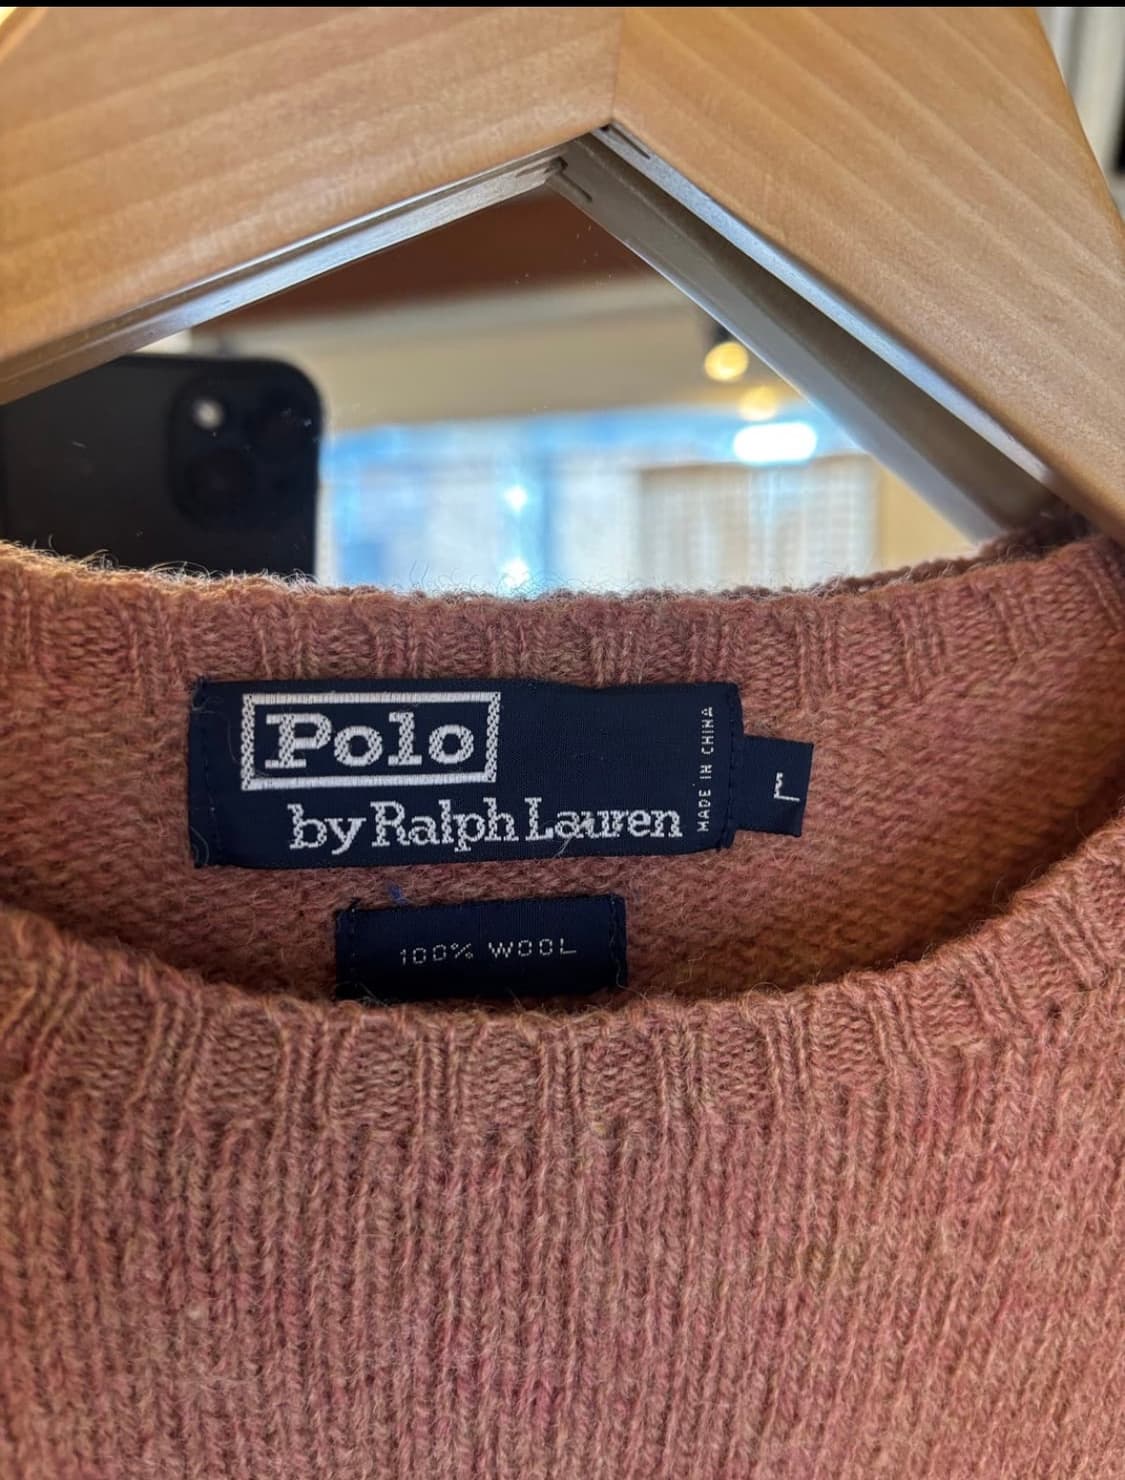 Polo
by Ralph Lauren
MADE IN CHINA
L
100% WOOL